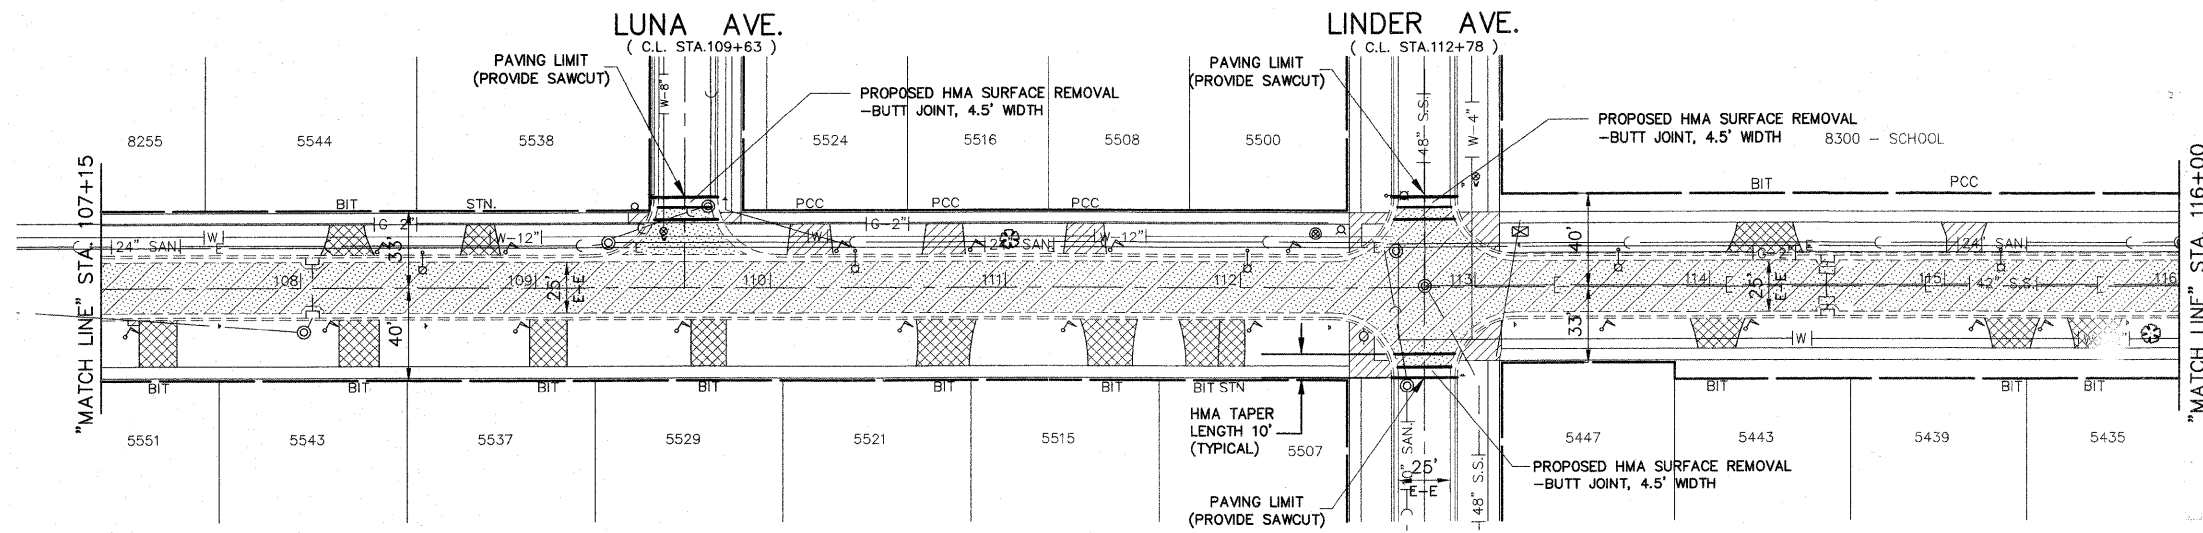 LUNA AVE.
( C.L. STA.109+63 )
LINDER AVE.
( C.L. STA.112+78 )
PAVING LIMIT
(PROVIDE SAWCUT)
PROPOSED HMA SURFACE REMOVAL
-BUTT JOINT, 4.5' WIDTH
PAVING LIMIT
(PROVIDE SAWCUT)
PROPOSED HMA SURFACE REMOVAL
-BUTT JOINT, 4.5' WIDTH
W-8"
48" S.S.
W-4"
8255
5544
5538
5524
5516
5508
5500
8300 - SCHOOL
"MATCH LINE" STA. 107+15
"MATCH LINE" STA. 116+00
BIT
STN.
PCC
PCC
PCC
BIT
PCC
G-2"
G-2"
24" SAN.
W
E
W-12"
E
W
24" SAN.
W-12"
G-2"
E
24" SAN
33'
40'
40'
33'
108
109
110
111
112
113
114
115
116
25'
E-E
25'
E-E
42" S.S.
W
BIT
BIT
BIT
BIT
BIT
BIT
BIT STN
BIT
BIT
BIT
5551
5543
5537
5529
5521
5515
5507
5447
5443
5439
5435
HMA TAPER
LENGTH 10'
(TYPICAL)
SAN.
25'
E-E
48" S.S.
PROPOSED HMA SURFACE REMOVAL
-BUTT JOINT, 4.5' WIDTH
PAVING LIMIT
(PROVIDE SAWCUT)